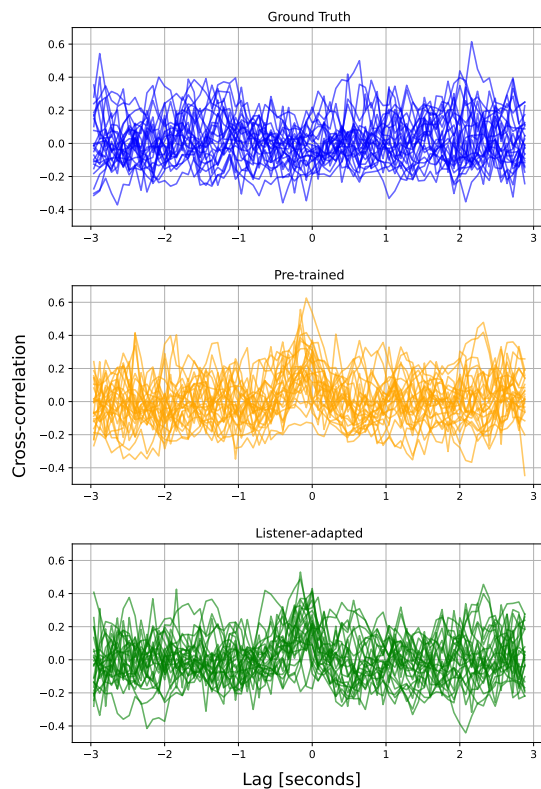 Ground Truth
0.6
0.4
0.2
0.0
−0.2
−0.4
−3 −2 −1 0 1 2 3
Pre-trained
0.6
0.4
0.2
0.0
−0.2
−0.4
−3 −2 −1 0 1 2 3
Cross-correlation
Listener-adapted
0.6
0.4
0.2
0.0
−0.2
−0.4
−3 −2 −1 0 1 2 3
Lag [seconds]